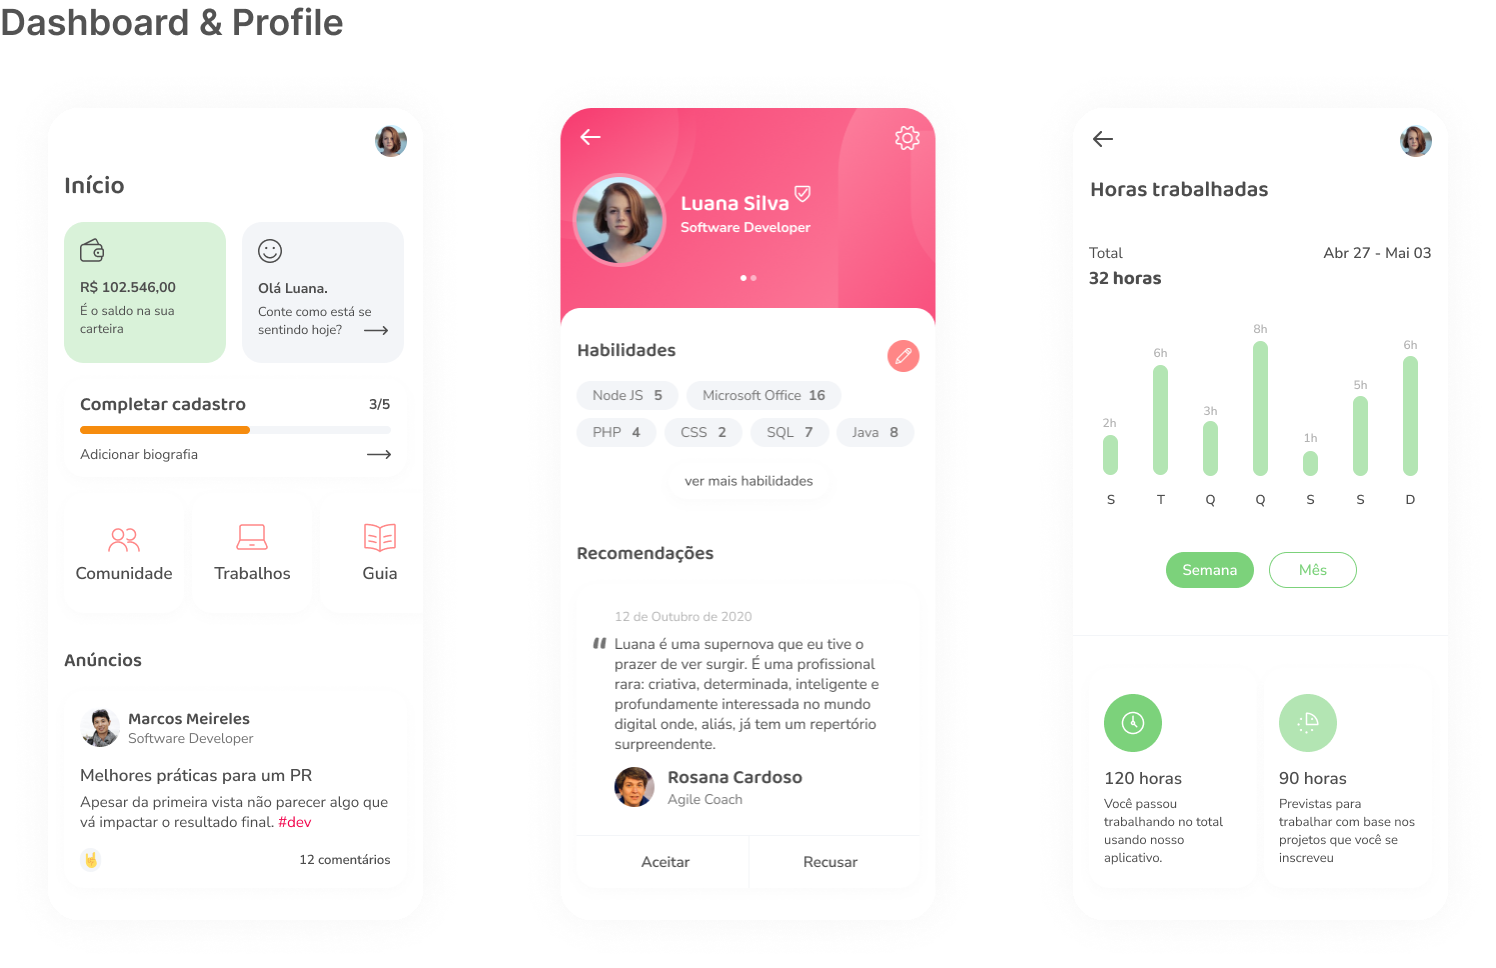 Dashboard & Profile
Início
R$ 102.546,00
É o saldo na sua
carteira
Olá Luana.
Conte como está se
sentindo hoje?
Completar cadastro
3/5
Adicionar biografia
Comunidade
Trabalhos
Guia
Anúncios
Marcos Meireles
Software Developer
Melhores práticas para um PR
Apesar da primeira vista não parecer algo que
vá impactar o resultado final. #dev
12 comentários
Luana Silva
Software Developer
Habilidades
Node JS 5
Microsoft Office 16
PHP 4
CSS 2
SQL 7
Java 8
ver mais habilidades
Recomendações
12 de Outubro de 2020
“ Luana é uma supernova que eu tive o
prazer de ver surgir. É uma profissional
rara: criativa, determinada, inteligente e
profundamente interessada no mundo
digital onde, aliás, já tem um repertório
surpreendente.
Rosana Cardoso
Agile Coach
Aceitar
Recusar
Horas trabalhadas
Total
Abr 27 - Mai 03
32 horas
2h
6h
3h
8h
1h
5h
6h
S T Q Q S S D
Semana
Mês
120 horas
Você passou
trabalhando no total
usando nosso
aplicativo.
90 horas
Previstas para
trabalhar com base nos
projetos que você se
inscreveu